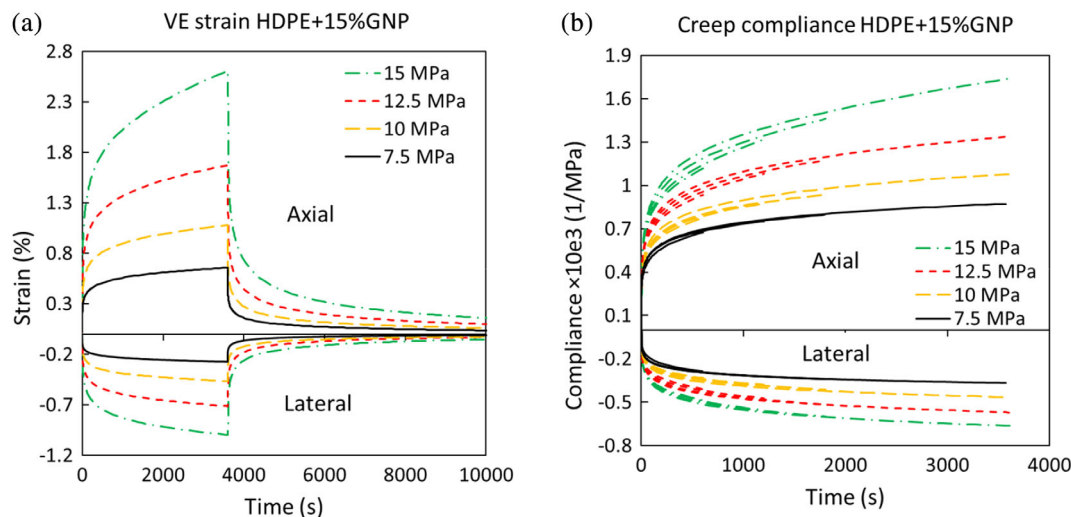 (a)
VE strain HDPE+15%GNP
2.8
2.3
1.8
1.3
0.8
0.3
-0.2
-0.7
-1.2
Strain (%)
15 MPa
12.5 MPa
10 MPa
7.5 MPa
Axial
Lateral
0
2000
4000
6000
8000
10000
Time (s)
(b)
Creep compliance HDPE+15%GNP
1.9
1.6
1.3
1
0.7
0.4
0.1
-0.2
-0.5
-0.8
Compliance ×10e3 (1/MPa)
Axial
15 MPa
12.5 MPa
10 MPa
7.5 MPa
Lateral
0
1000
2000
3000
4000
Time (s)